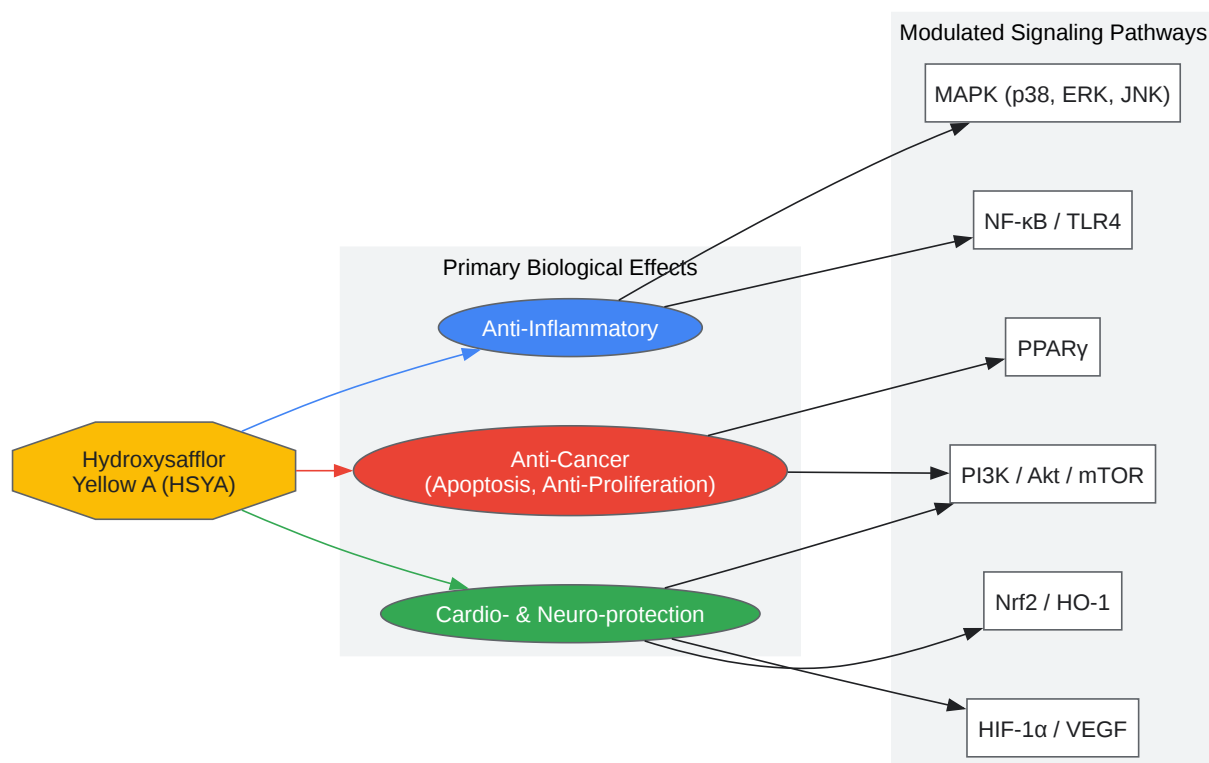 Modulated Signaling Pathways
MAPK (p38, ERK, JNK)
NF-κB / TLR4
Primary Biological Effects
Anti-Inflammatory
PPARγ
Hydroxysafflor
Yellow A (HSYA)
Anti-Cancer
(Apoptosis, Anti-Proliferation)
PI3K / Akt / mTOR
Cardio- & Neuro-protection
Nrf2 / HO-1
HIF-1α / VEGF